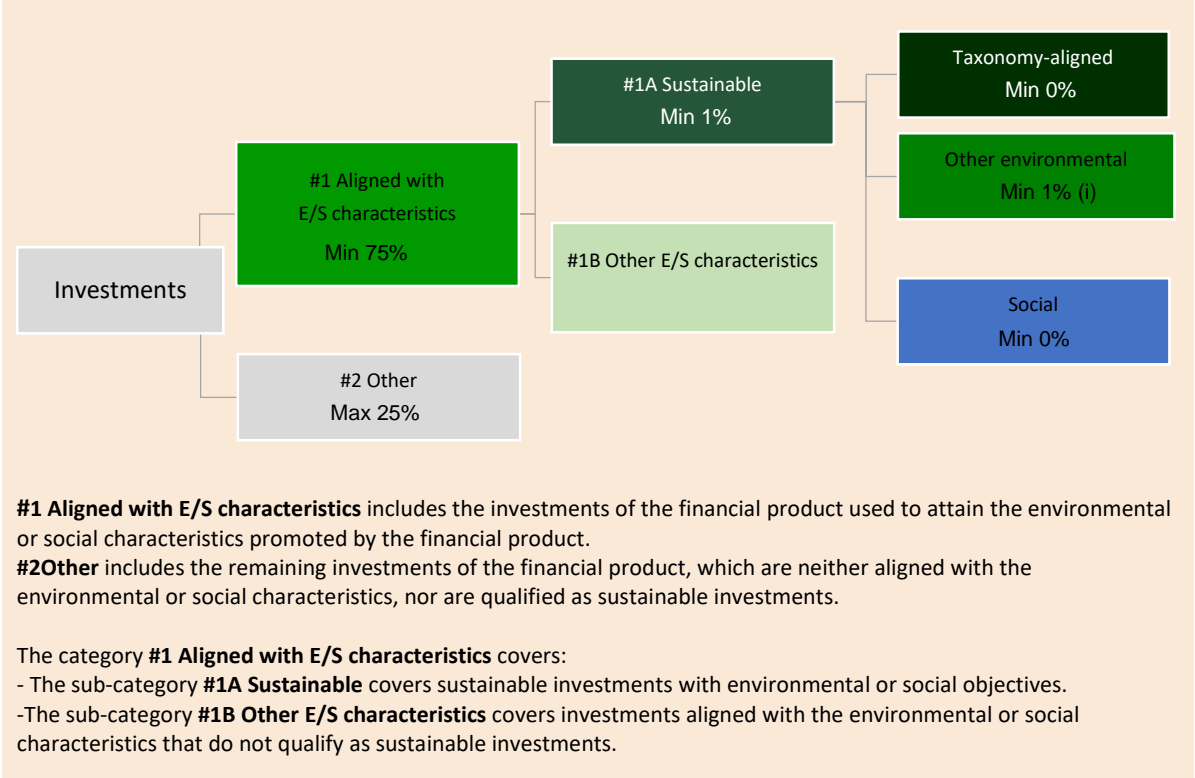 Investments
#1 Aligned with
E/S characteristics
Min 75%
#2 Other
Max 25%
#1A Sustainable
Min 1%
#1B Other E/S characteristics
Taxonomy-aligned
Min 0%
Other environmental
Min 1% (i)
Social
Min 0%
#1 Aligned with E/S characteristics includes the investments of the financial product used to attain the environmental
or social characteristics promoted by the financial product.
#2Other includes the remaining investments of the financial product, which are neither aligned with the
environmental or social characteristics, nor are qualified as sustainable investments.
The category #1 Aligned with E/S characteristics covers:
- The sub-category #1A Sustainable covers sustainable investments with environmental or social objectives.
-The sub-category #1B Other E/S characteristics covers investments aligned with the environmental or social
characteristics that do not qualify as sustainable investments.